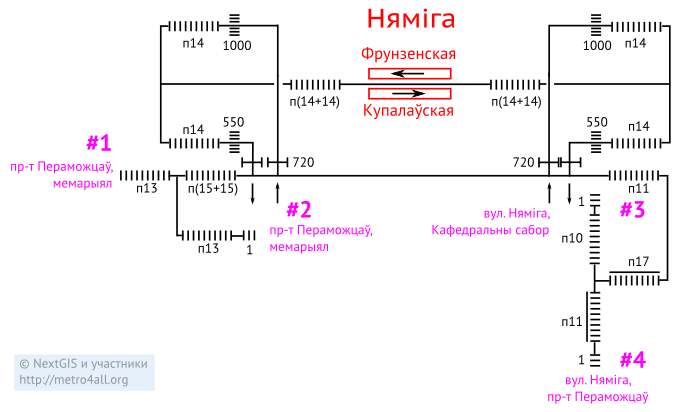 Няміга
п14
1000
1000
п14
Фрунзенская
п(14+14)
п(14+14)
Купалаўская
п14
550
550
п14
#1
пр-т Пераможцаў,
мемарыял
720
720
п13
п(15+15)
п11
#2
пр-т Пераможцаў,
мемарыял
п13
1
вул. Няміга,
Кафедральны сабор
1
#3
п10
п17
п11
1
#4
вул. Няміга,
пр-т Пераможцаў
© NextGIS и участники
http://metro4all.org